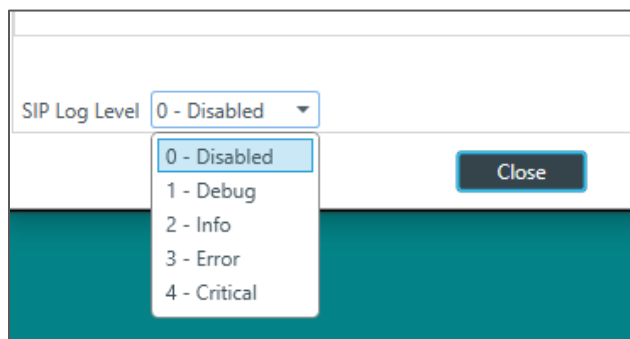 SIP Log Level 0 - Disabled
0 - Disabled
1 - Debug
2 - Info
3 - Error
4 - Critical
Close